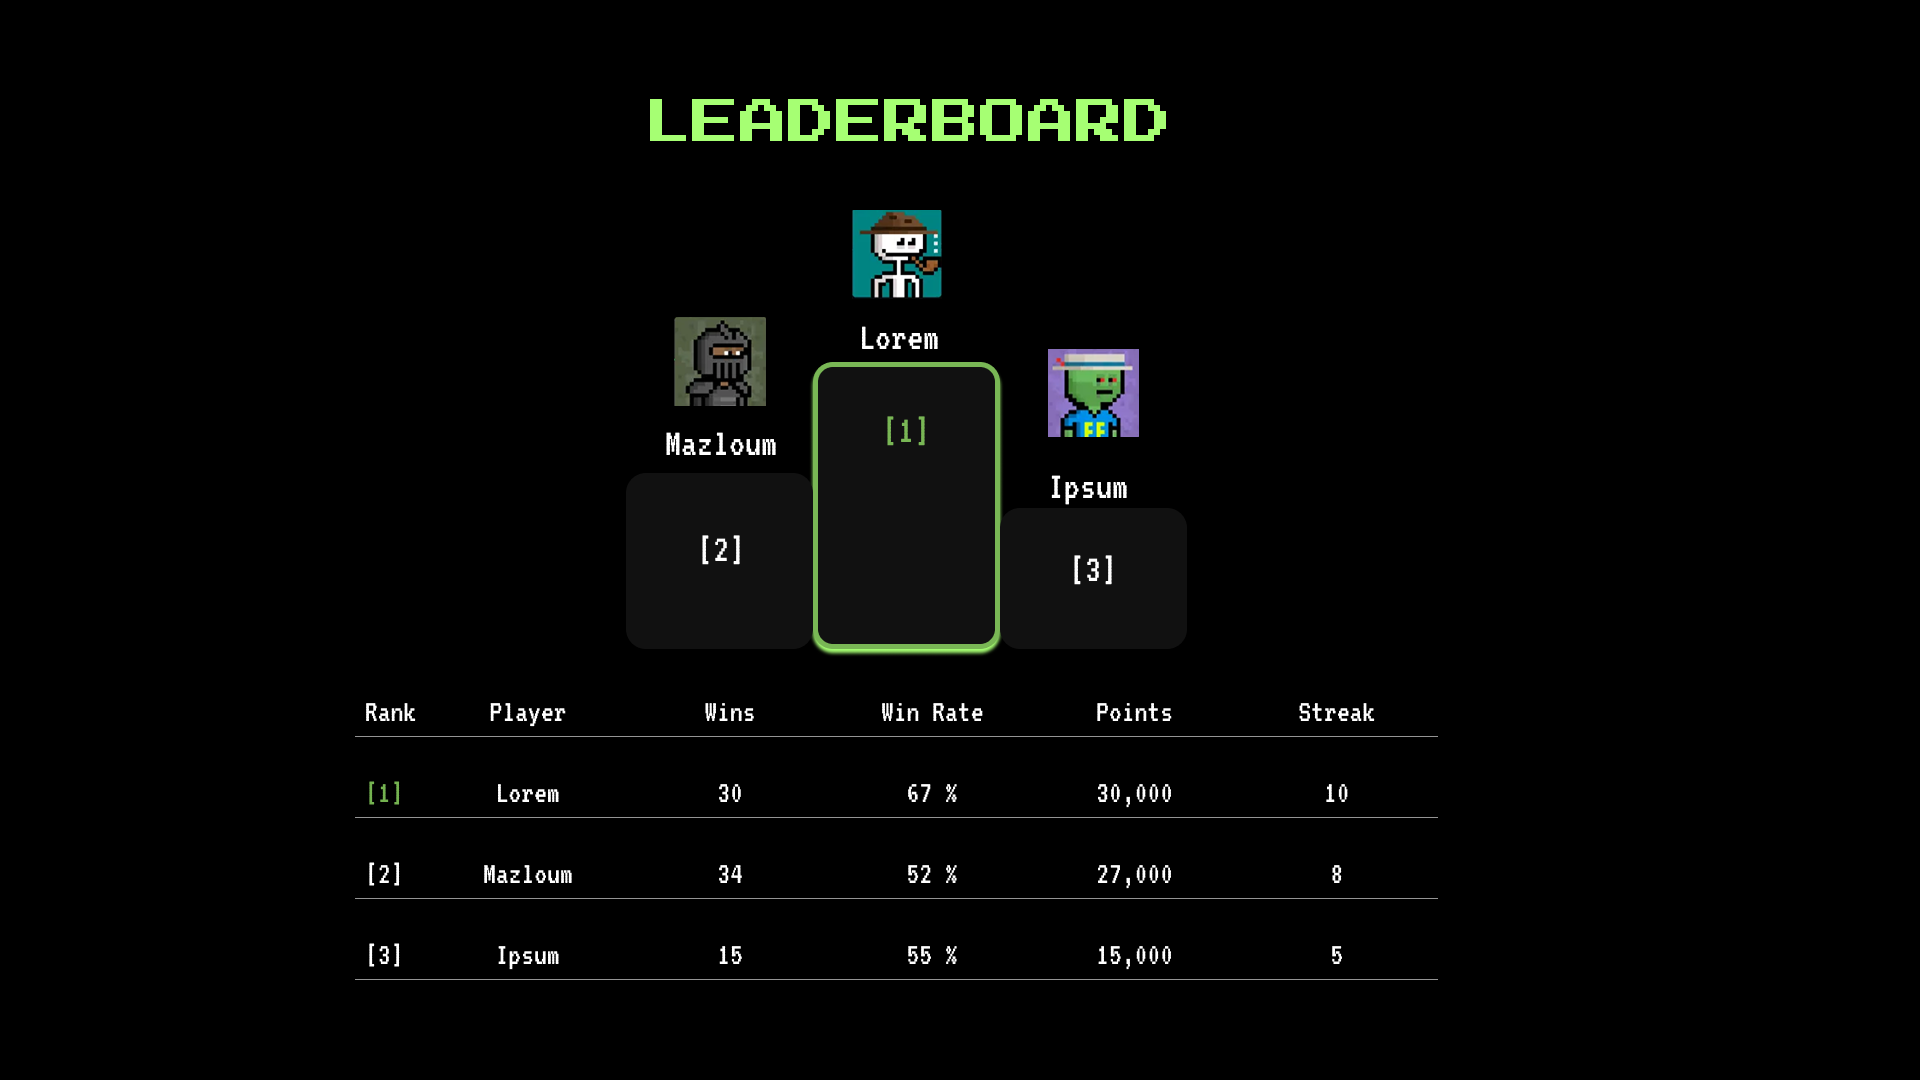 LEADERBOARD
Lorem
Mazloum
[1]
Ipsum
[2]
[3]
Rank Player Wins Win Rate Points Streak
[1] Lorem 30 67 % 30,000 10
[2] Mazloum 34 52 % 27,000 8
[3] Ipsum 15 55 % 15,000 5